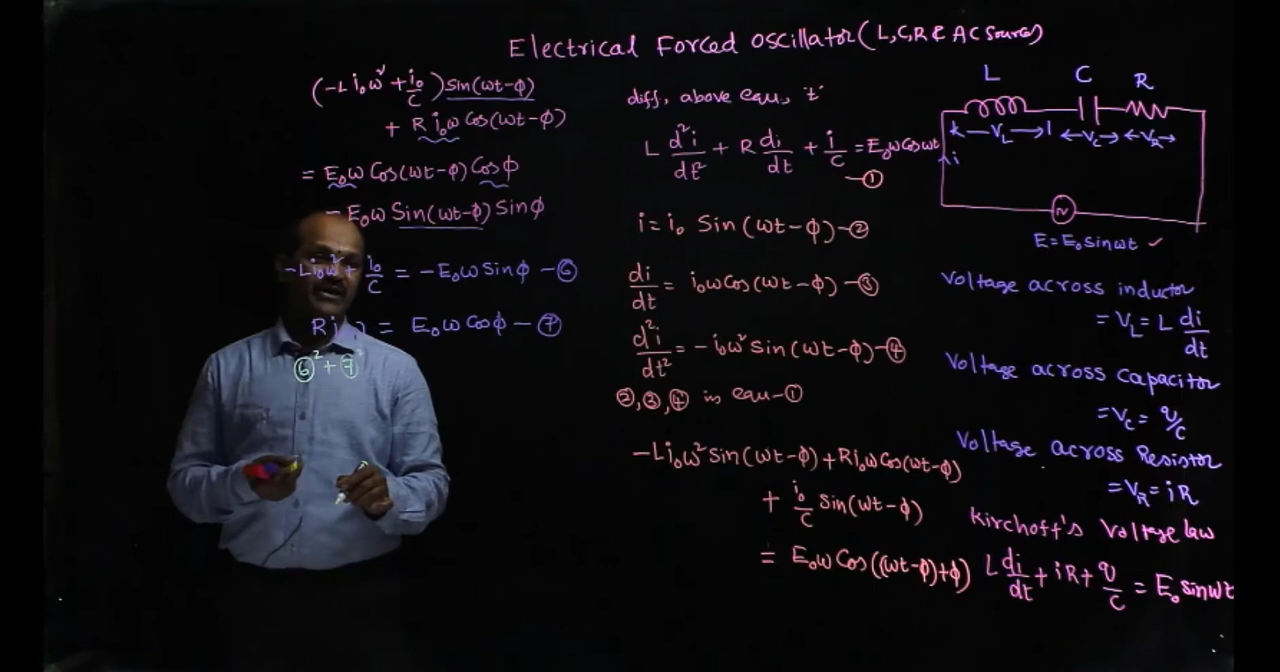 Electrical Forced Oscillator (L,C,R & AC Source)
(-L i₀ω² + i₀/C) Sin(ωt-ϕ)
+ R i₀ω Cos(ωt-ϕ)
= E₀ω Cos(ωt-ϕ) Cosϕ
- E₀ω Sin(ωt-ϕ) Sinϕ
-Li₀ω² + i₀/C = -E₀ω Sinϕ - ⑥
Ri = E₀ω Cosϕ - ⑦
⑥² + ⑦²
diff, above equ, 't'
L d²i/dt² + R di/dt + i/C = E₀ω Cosωt
-①
i = i₀ Sin(ωt-ϕ) -②
di/dt = i₀ω Cos(ωt-ϕ) -③
d²i/dt² = -i₀ω² Sin(ωt-ϕ) -④
②,③,④ in equ-①
-Li₀ω² Sin(ωt-ϕ) + Ri₀ω Cos(ωt-ϕ)
+ i₀/C Sin(ωt-ϕ)
= E₀ω Cos((ωt-ϕ)+ϕ)
L C R
V_L V_C V_R
i
~
E = E₀ sinωt ✓
Voltage across inductor
= V_L = L di/dt
Voltage across Capacitor
= V_C = q/C
Voltage across Resistor
= V_R = iR
Kirchoff's Voltage law
L di/dt + iR + q/C = E₀ sinωt